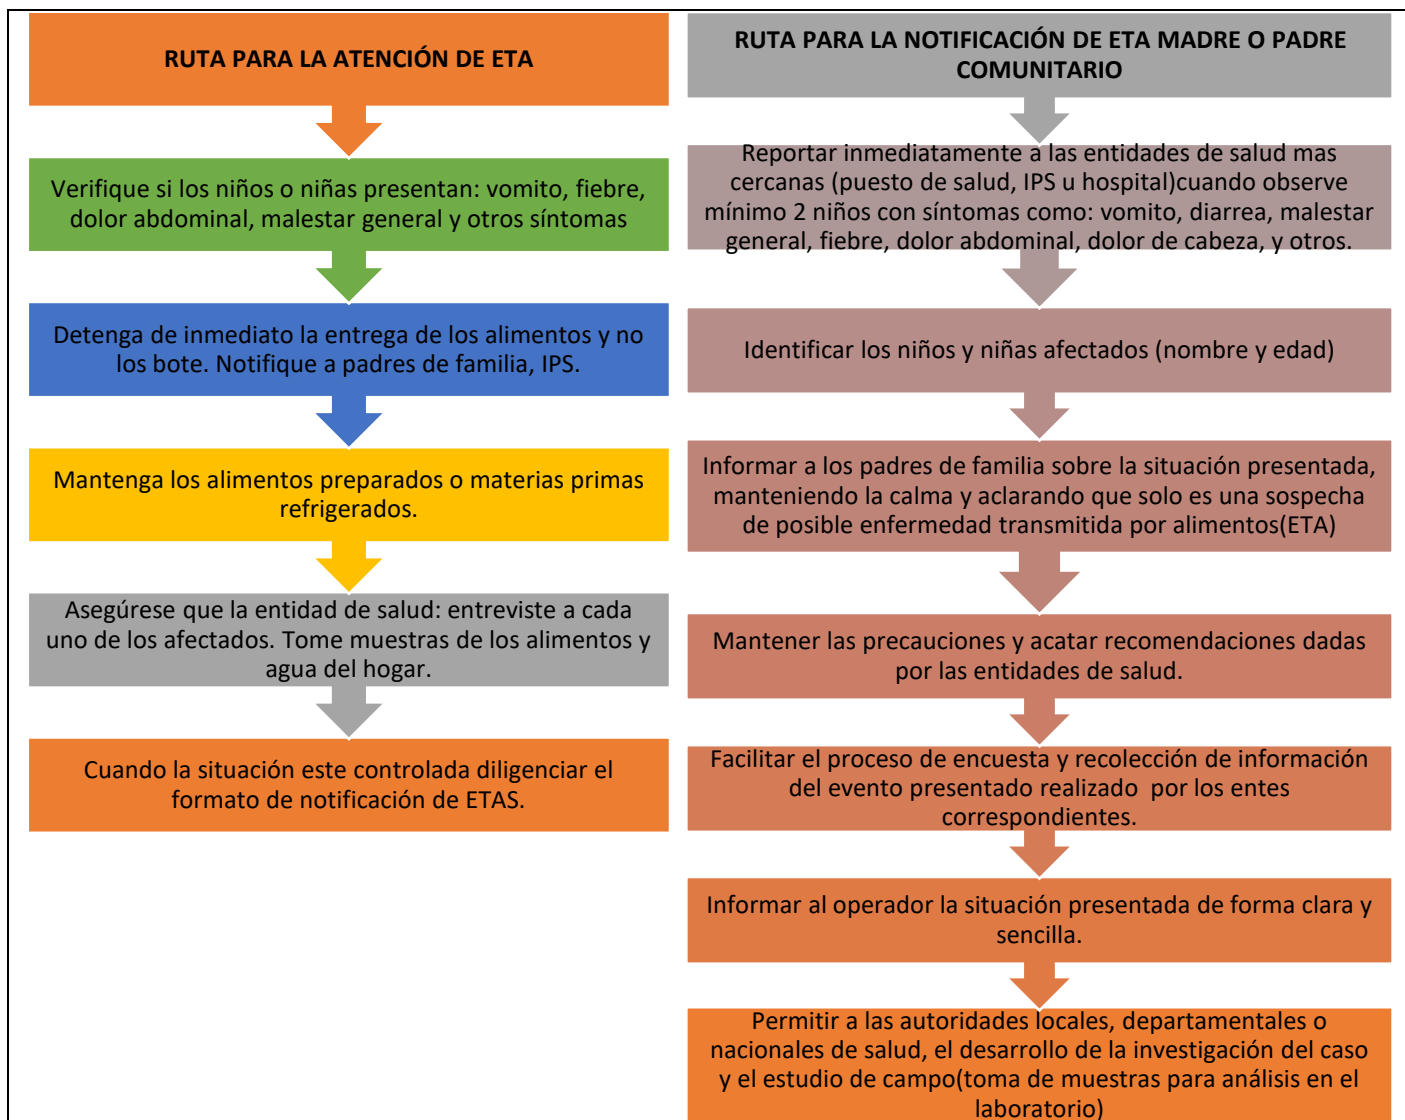 RUTA PARA LA ATENCIÓN DE ETA
Verifique si los niños o niñas presentan: vomito, fiebre,
dolor abdominal, malestar general y otros síntomas
Detenga de inmediato la entrega de los alimentos y no
los bote. Notifique a padres de familia, IPS.
Mantenga los alimentos preparados o materias primas
refrigerados.
Asegúrese que la entidad de salud: entreviste a cada
uno de los afectados. Tome muestras de los alimentos y
agua del hogar.
Cuando la situación este controlada diligenciar el
formato de notificación de ETAS.
RUTA PARA LA NOTIFICACIÓN DE ETA MADRE O PADRE
COMUNITARIO
Reportar inmediatamente a las entidades de salud mas
cercanas (puesto de salud, IPS u hospital)cuando observe
mínimo 2 niños con síntomas como: vomito, diarrea, malestar
general, fiebre, dolor abdominal, dolor de cabeza, y otros.
Identificar los niños y niñas afectados (nombre y edad)
Informar a los padres de familia sobre la situación presentada,
manteniendo la calma y aclarando que solo es una sospecha
de posible enfermedad transmitida por alimentos(ETA)
Mantener las precauciones y acatar recomendaciones dadas
por las entidades de salud.
Facilitar el proceso de encuesta y recolección de información
del evento presentado realizado  por los entes
correspondientes.
Informar al operador la situación presentada de forma clara y
sencilla.
Permitir a las autoridades locales, departamentales o
nacionales de salud, el desarrollo de la investigación del caso
y el estudio de campo(toma de muestras para análisis en el
laboratorio)